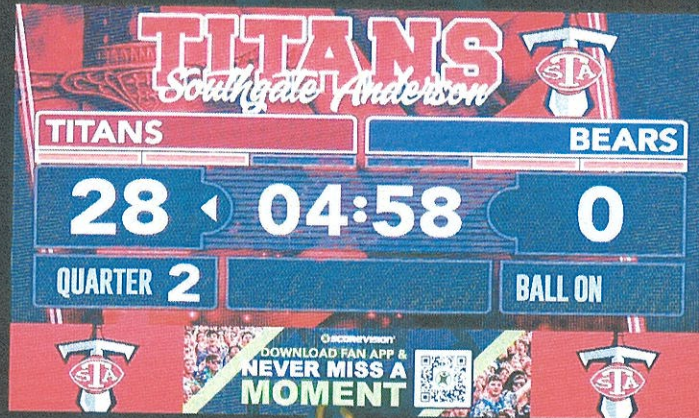 TITANS
Southgate Anderson
STA
TITANS
BEARS
28
04:58
0
QUARTER 2
BALL ON
SCOREVISION
DOWNLOAD FAN APP &
NEVER MISS A
MOMENT
STA
STA